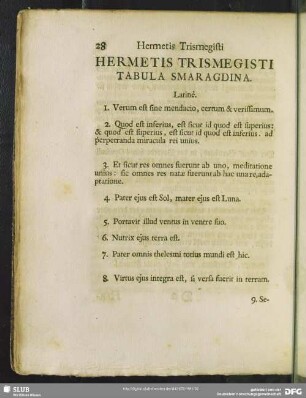 28 Hermetis Trismegisti
HERMETIS TRISMEGISTI
TABULA SMARAGDINA.
Latinè.
1. Verum est sine mendacio, certum & verissimum.
2. Quod est inferius, est sicut id quod est superius:
& quod est superius, est sicut id quod est inferius. ad
perpetranda miracula rei unius.
3. Et sicut res omnes fuerunt ab uno, meditatione
unius: sic omnes res natæ fuerunt ab hac una re, ada-
ptatione.
4. Pater ejus est Sol, mater ejus est Luna.
5. Portavit illud ventus in ventre suo.
6. Nutrix ejus terra est.
7. Pater omnis thelesmi totius mundi est hic.
8. Virtus ejus integra est, si versa fuerit in terram.
9. Se-
SLUB
DFG